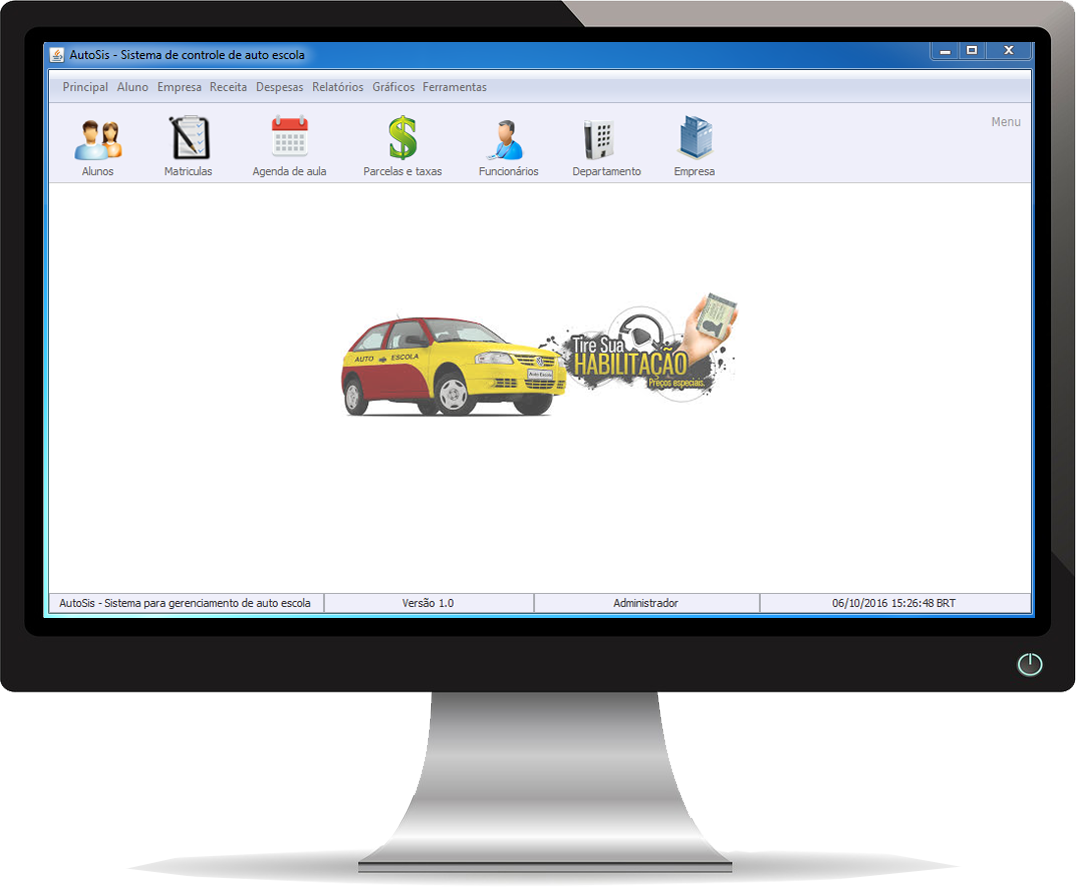 AutoSis - Sistema de controle de auto escola
Principal Aluno Empresa Receita Despesas Relatórios Gráficos Ferramentas
Alunos
Matriculas
Agenda de aula
Parcelas e taxas
Funcionários
Departamento
Empresa
Menu
AUTO ESCOLA
Auto Escola
Tire Sua
HABILITAÇÃO
Preços especiais.
AutoSis - Sistema para gerenciamento de auto escola
Versão 1.0
Administrador
06/10/2016 15:26:48 BRT